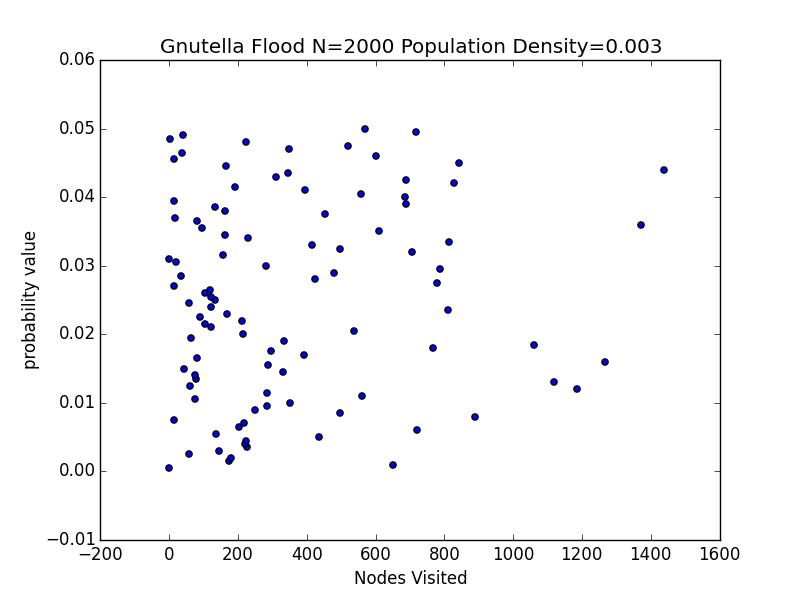 Gnutella Flood N=2000 Population Density=0.003
0.06
0.05
0.04
0.03
0.02
0.01
0.00
−0.01
probability value
−200 0 200 400 600 800 1000 1200 1400 1600
Nodes Visited